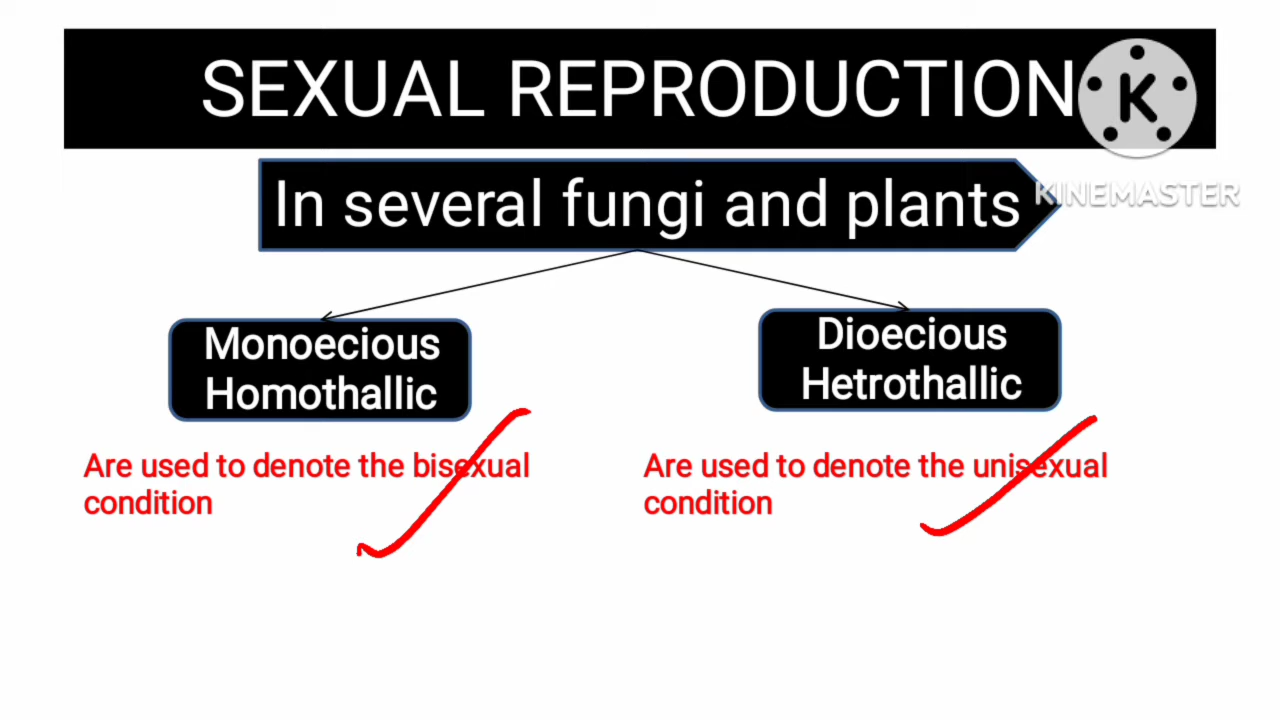 SEXUAL REPRODUCTION
K
KINEMASTER
In several fungi and plants
Monoecious
Homothallic
Dioecious
Hetrothallic
Are used to denote the bisexual
condition
Are used to denote the unisexual
condition